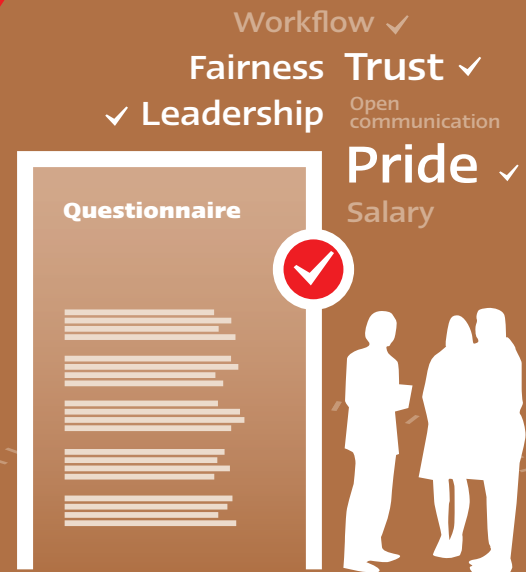 Workflow
Fairness Trust
Leadership
Open
communication
Pride
Salary
Questionnaire